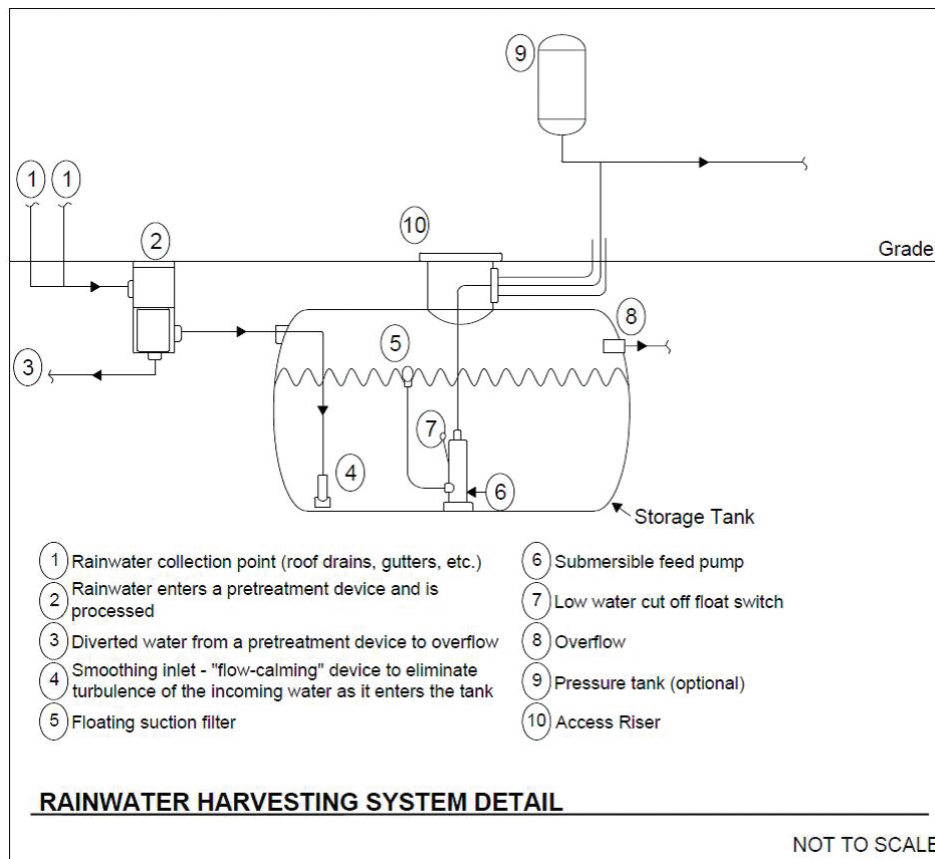 9
1 1
2
10
Grade
8
3
5
7
4
6
Storage Tank
1 Rainwater collection point (roof drains, gutters, etc.)
2 Rainwater enters a pretreatment device and is
processed
3 Diverted water from a pretreatment device to overflow
4 Smoothing inlet - "flow-calming" device to eliminate
turbulence of the incoming water as it enters the tank
5 Floating suction filter
6 Submersible feed pump
7 Low water cut off float switch
8 Overflow
9 Pressure tank (optional)
10 Access Riser
RAINWATER HARVESTING SYSTEM DETAIL
NOT TO SCALE